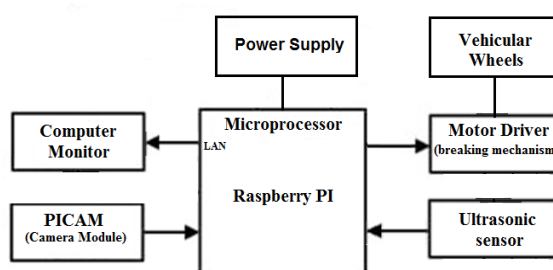 Power Supply
Vehicular
Wheels
Computer
Monitor
LAN
Microprocessor
Raspberry PI
Motor Driver
(breaking mechanism
PICAM
(Camera Module)
Ultrasonic
sensor